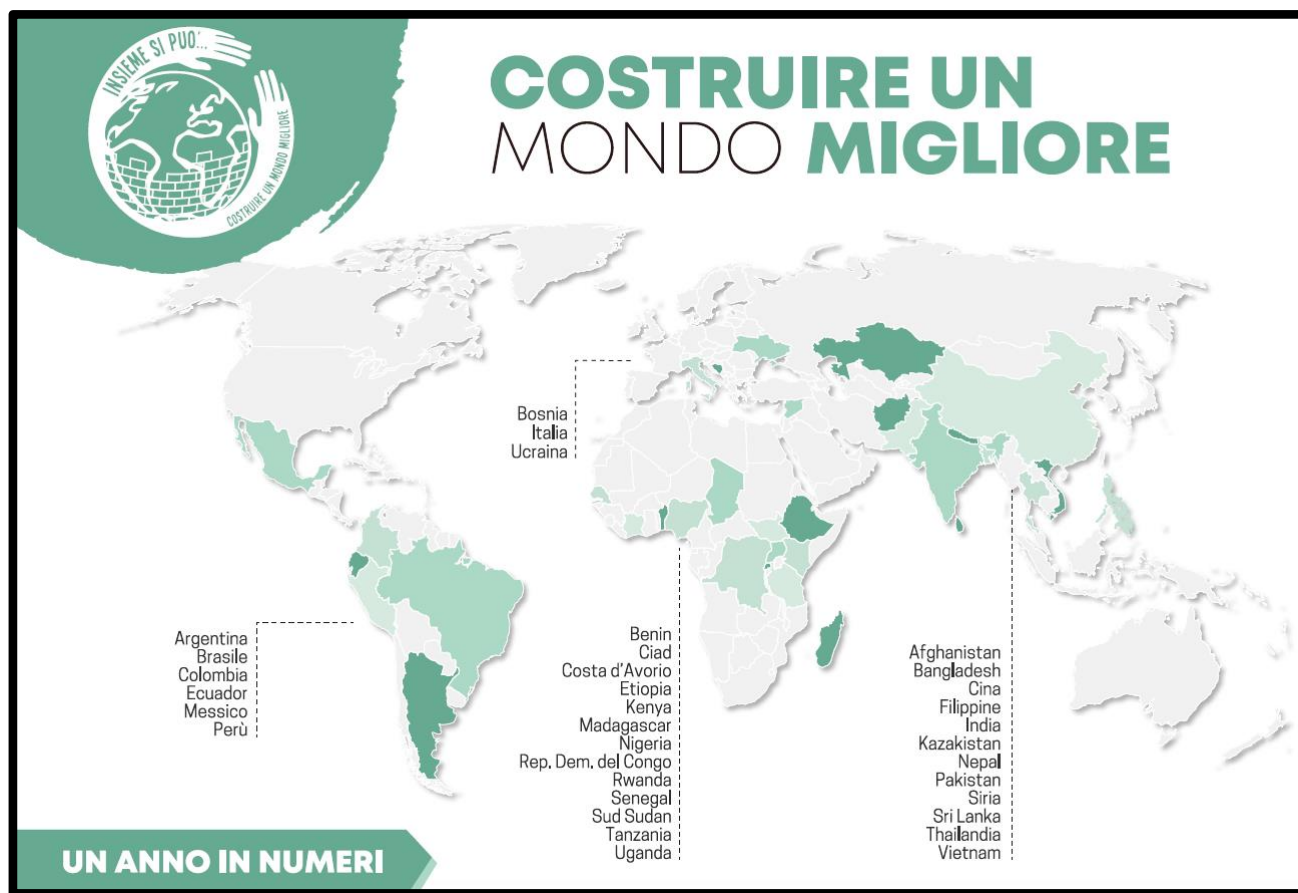 INSIEME SI PUO'...
COSTRUIRE UN MONDO MIGLIORE
COSTRUIRE UN
MONDO MIGLIORE
Bosnia
Italia
Ucraina
Argentina
Brasile
Colombia
Ecuador
Messico
Perù
Benin
Ciad
Costa d'Avorio
Etiopia
Kenya
Madagascar
Nigeria
Rep. Dem. del Congo
Rwanda
Senegal
Sud Sudan
Tanzania
Uganda
Afghanistan
Bangladesh
Cina
Filippine
India
Kazakistan
Nepal
Pakistan
Siria
Sri Lanka
Thailandia
Vietnam
UN ANNO IN NUMERI